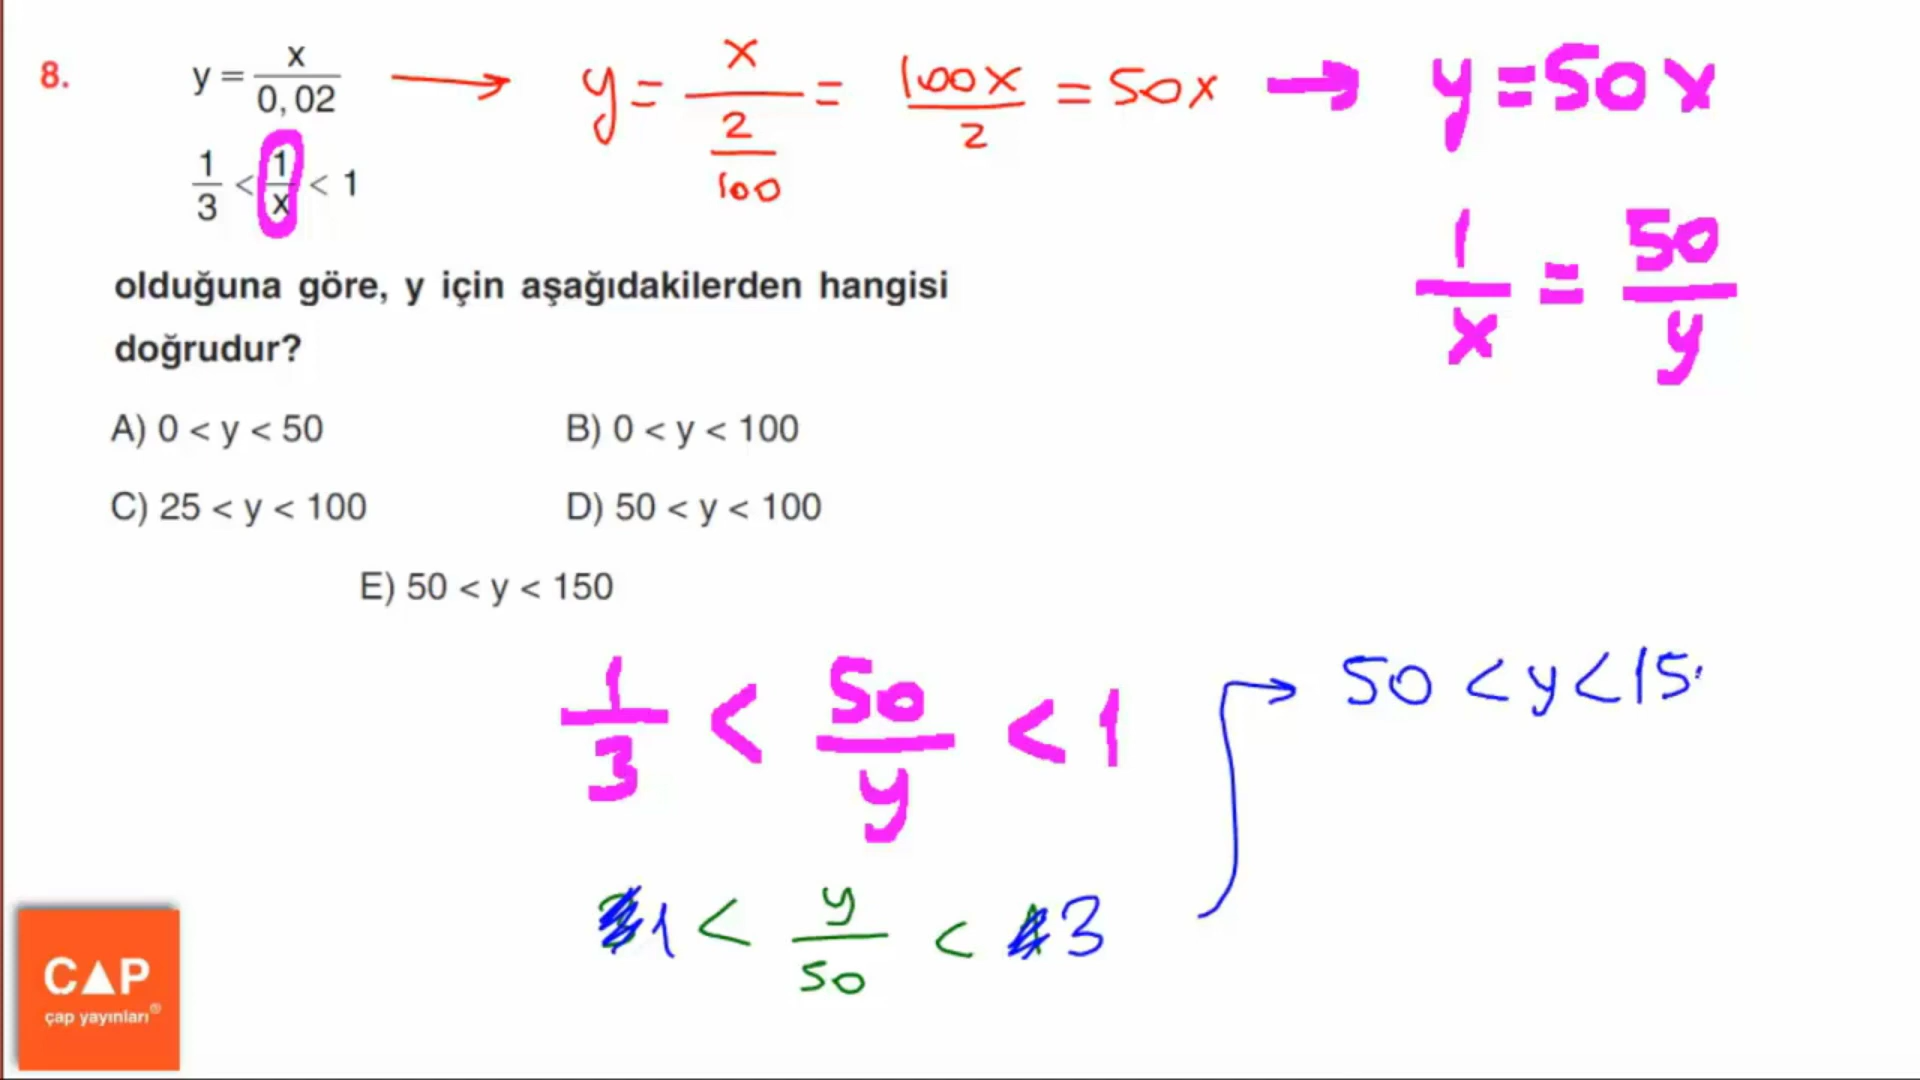 8. y = x / 0, 02 → y = x / 2/100 = 100x / 2 = 50x → y = 50x
1/3 < 1/x < 1
1/x = 50/y
olduğuna göre, y için aşağıdakilerden hangisi
doğrudur?
A) 0 < y < 50
B) 0 < y < 100
C) 25 < y < 100
D) 50 < y < 100
E) 50 < y < 150
1/3 < 50/y < 1
50 < y < 15
1 < y/50 < 3
CAP
çap yayınları®